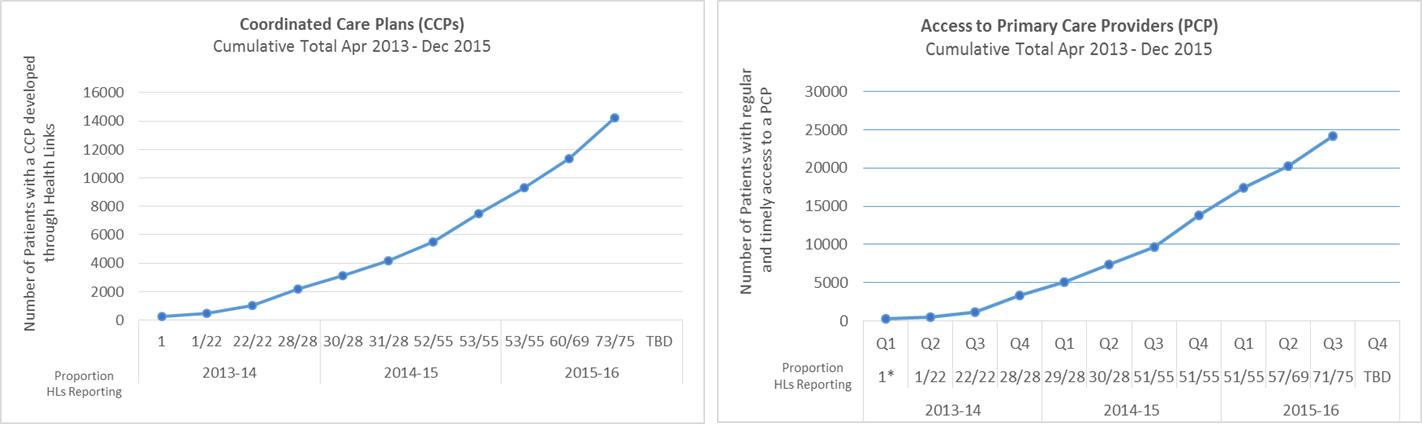 Coordinated Care Plans (CCPs)
Cumulative Total Apr 2013 - Dec 2015
Number of Patients with a CCP developed
through Health Links
16000
14000
12000
10000
8000
6000
4000
2000
0
1 1/22 22/22 28/28 30/28 31/28 52/55 53/55 53/55 60/69 73/75 TBD
Proportion
HLs Reporting
2013-14 2014-15 2015-16
Access to Primary Care Providers (PCP)
Cumulative Total Apr 2013 - Dec 2015
Number of Patients with regular
and timely access to a PCP
30000
25000
20000
15000
10000
5000
0
Q1 Q2 Q3 Q4 Q1 Q2 Q3 Q4 Q1 Q2 Q3 Q4
Proportion
HLs Reporting
1* 1/22 22/22 28/28 29/28 30/28 51/55 51/55 51/55 57/69 71/75 TBD
2013-14 2014-15 2015-16